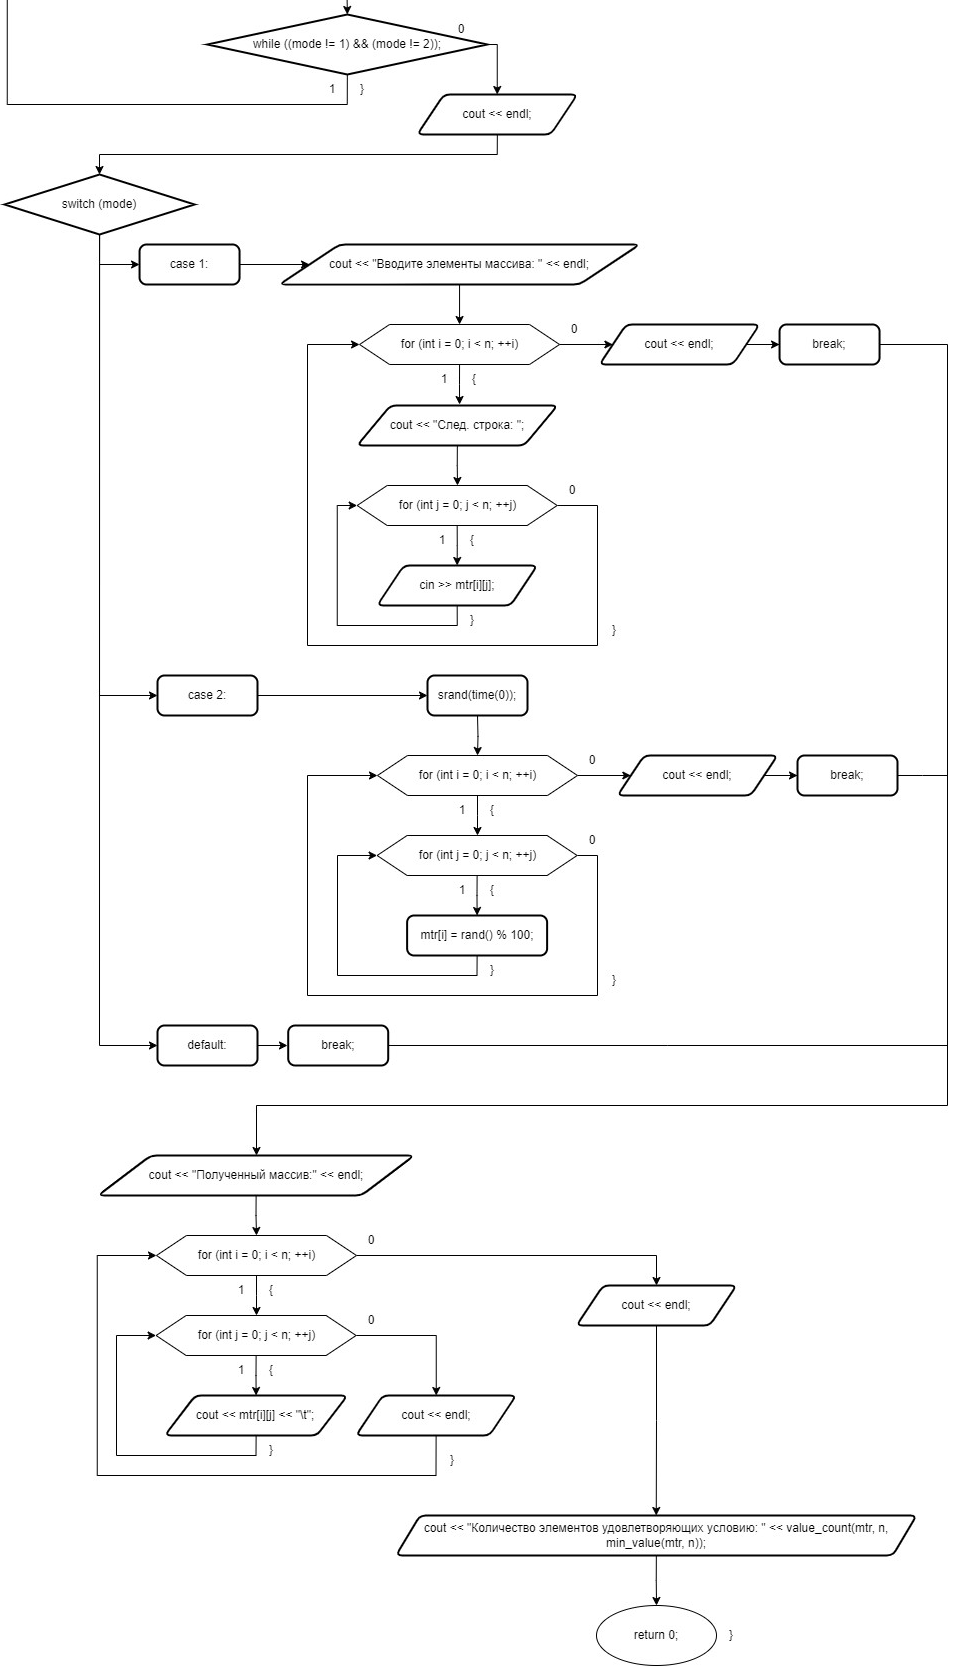 while ((mode != 1) && (mode != 2));
0
1
}
cout << endl;
switch (mode)
case 1:
cout << "Вводите элементы массива: " << endl;
for (int i = 0; i < n; ++i)
0
cout << endl;
break;
1
{
cout << "След. строка: ";
for (int j = 0; j < n; ++j)
0
1
{
cin >> mtr[i][j];
}
}
case 2:
srand(time(0));
for (int i = 0; i < n; ++i)
0
cout << endl;
break;
1
{
for (int j = 0; j < n; ++j)
0
1
{
mtr[i] = rand() % 100;
}
}
default:
break;
cout << "Полученный массив:" << endl;
for (int i = 0; i < n; ++i)
0
cout << endl;
1
{
for (int j = 0; j < n; ++j)
0
1
{
cout << mtr[i][j] << "\t";
cout << endl;
}
}
cout << "Количество элементов удовлетворяющих условию: " << value_count(mtr, n,
min_value(mtr, n));
return 0;
}